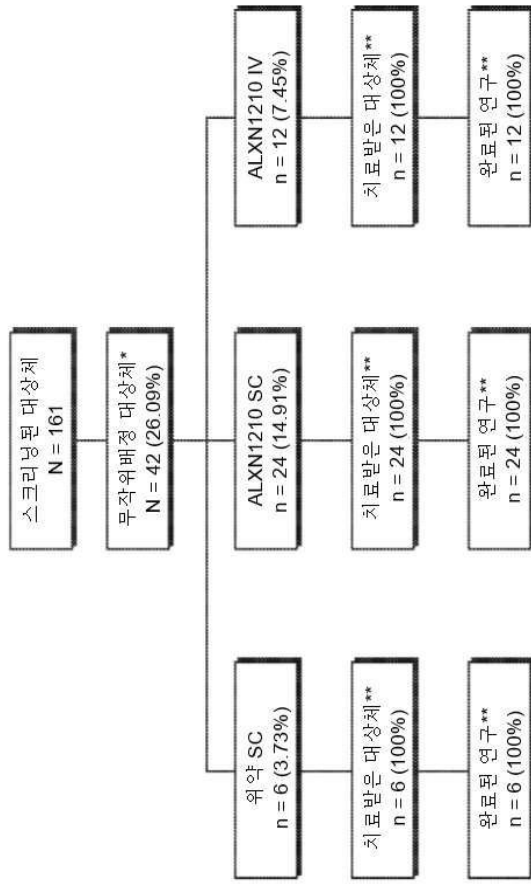 스크리닝된 대상체
N = 161
무작위배정 대상체*
N = 42 (26.09%)
위약 SC
n = 6 (3.73%)
ALXN1210 SC
n = 24 (14.91%)
ALXN1210 IV
n = 12 (7.45%)
치료받은 대상체**
n = 6 (100%)
치료받은 대상체**
n = 24 (100%)
치료받은 대상체**
n = 12 (100%)
완료된 연구**
n = 6 (100%)
완료된 연구**
n = 24 (100%)
완료된 연구**
n = 12 (100%)